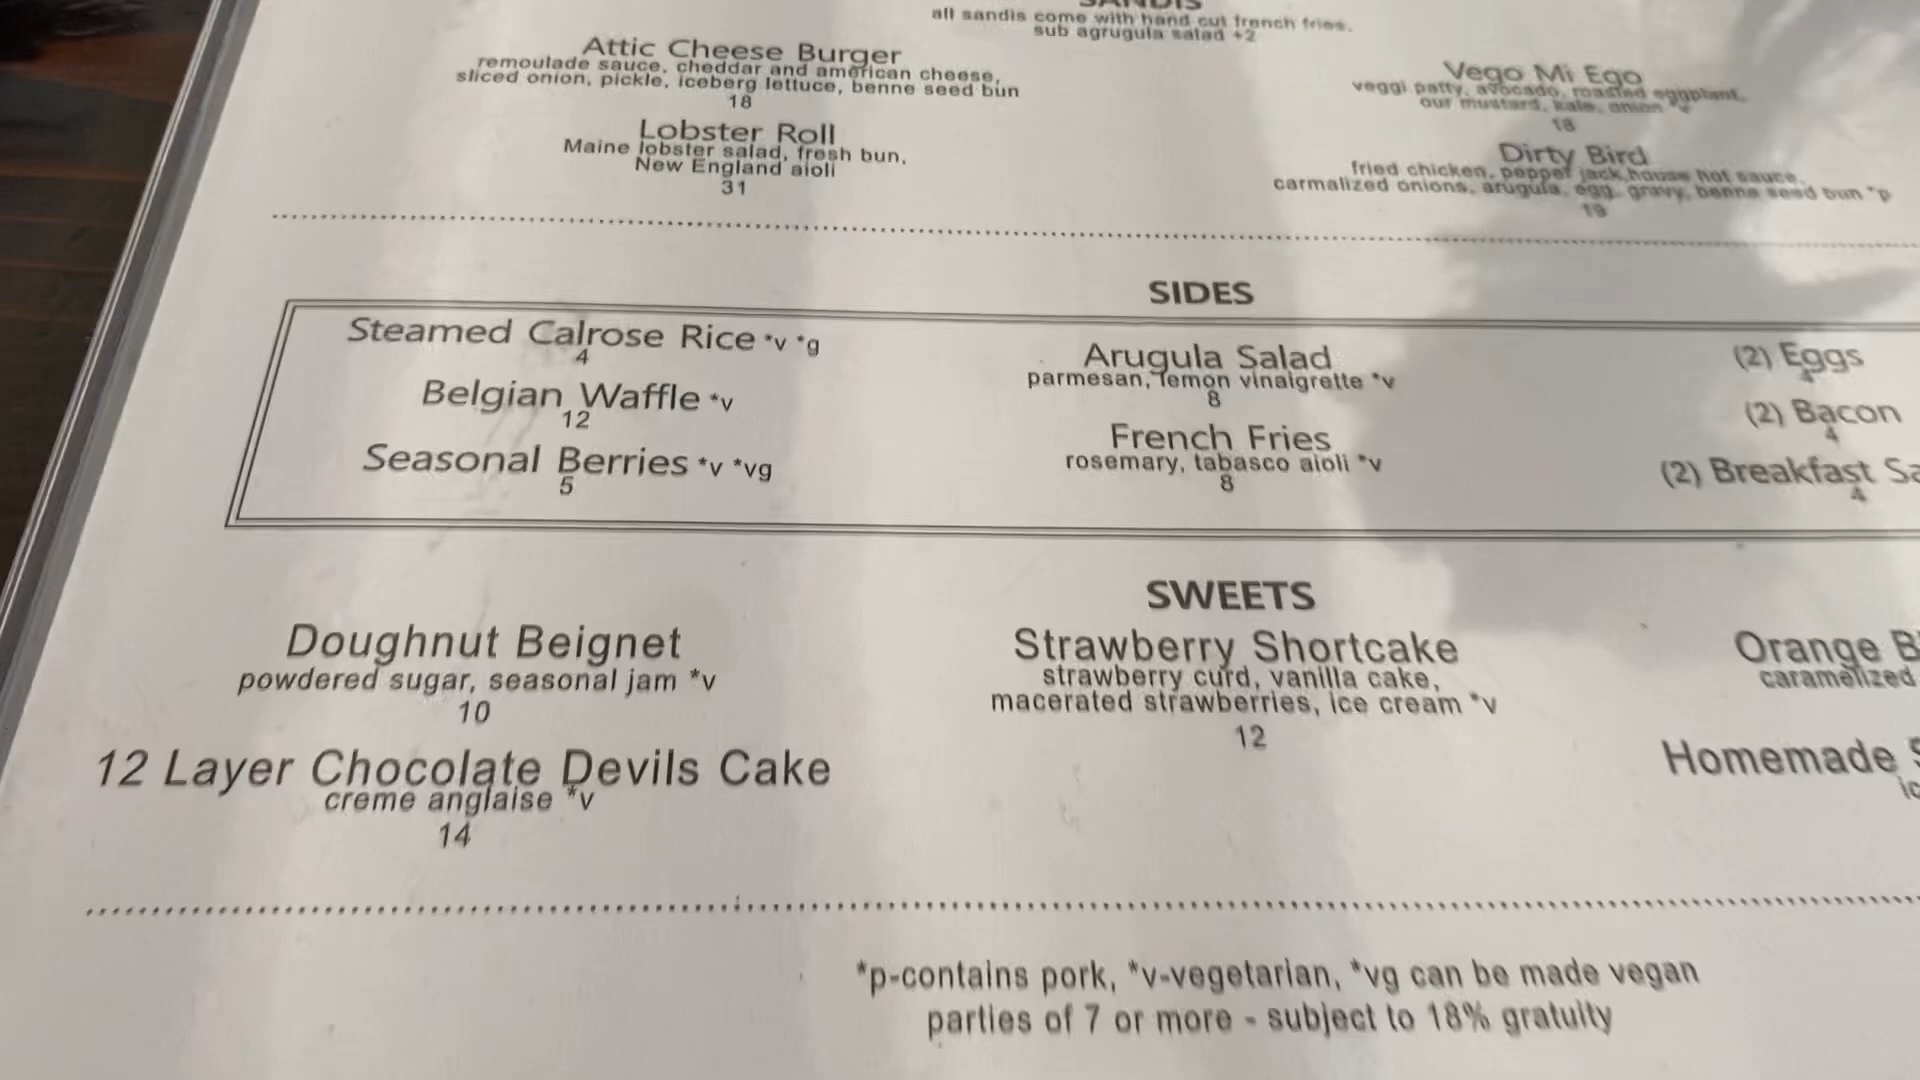 SANDIS
all sandis come with hand cut french fries.
sub agrugula salad +2
Attic Cheese Burger
remoulade sauce, cheddar and american cheese,
sliced onion, pickle, iceberg lettuce, benne seed bun
18
Lobster Roll
Maine lobster salad, fresh bun,
New England aioli
31
Vego Mi Ego
veggi patty, avocado, roasted eggplant,
our mustard, kale, onion *v
18
Dirty Bird
fried chicken, pepper jack,house hot sauce,
carmalized onions, arugula, egg, gravy, benne seed bun *p
19
SIDES
Steamed Calrose Rice *v *g
4
Belgian Waffle *v
12
Seasonal Berries *v *vg
5
Arugula Salad
parmesan, lemon vinaigrette *v
8
French Fries
rosemary, tabasco aioli *v
8
(2) Eggs
4
(2) Bacon
4
(2) Breakfast Sa
4
SWEETS
Doughnut Beignet
powdered sugar, seasonal jam *v
10
12 Layer Chocolate Devils Cake
creme anglaise *v
14
Strawberry Shortcake
strawberry curd, vanilla cake,
macerated strawberries, ice cream *v
12
Orange B
caramelized
Homemade S
ic
*p-contains pork, *v-vegetarian, *vg can be made vegan
parties of 7 or more - subject to 18% gratuity